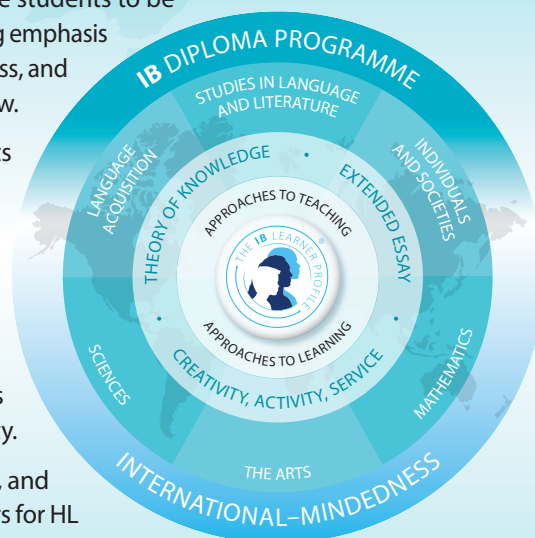 e students to be
g emphasis
ss, and
w.
ts
s
ty.
, and
s for HL
IB DIPLOMA PROGRAMME
STUDIES IN LANGUAGE
AND LITERATURE
LANGUAGE
ACQUISITION
INDIVIDUALS
AND SOCIETIES
THEORY OF KNOWLEDGE
EXTENDED ESSAY
APPROACHES TO TEACHING
THE IB LEARNER PROFILE
®
APPROACHES TO LEARNING
CREATIVITY, ACTIVITY, SERVICE
SCIENCES
MATHEMATICS
THE ARTS
INTERNATIONAL–MINDEDNESS